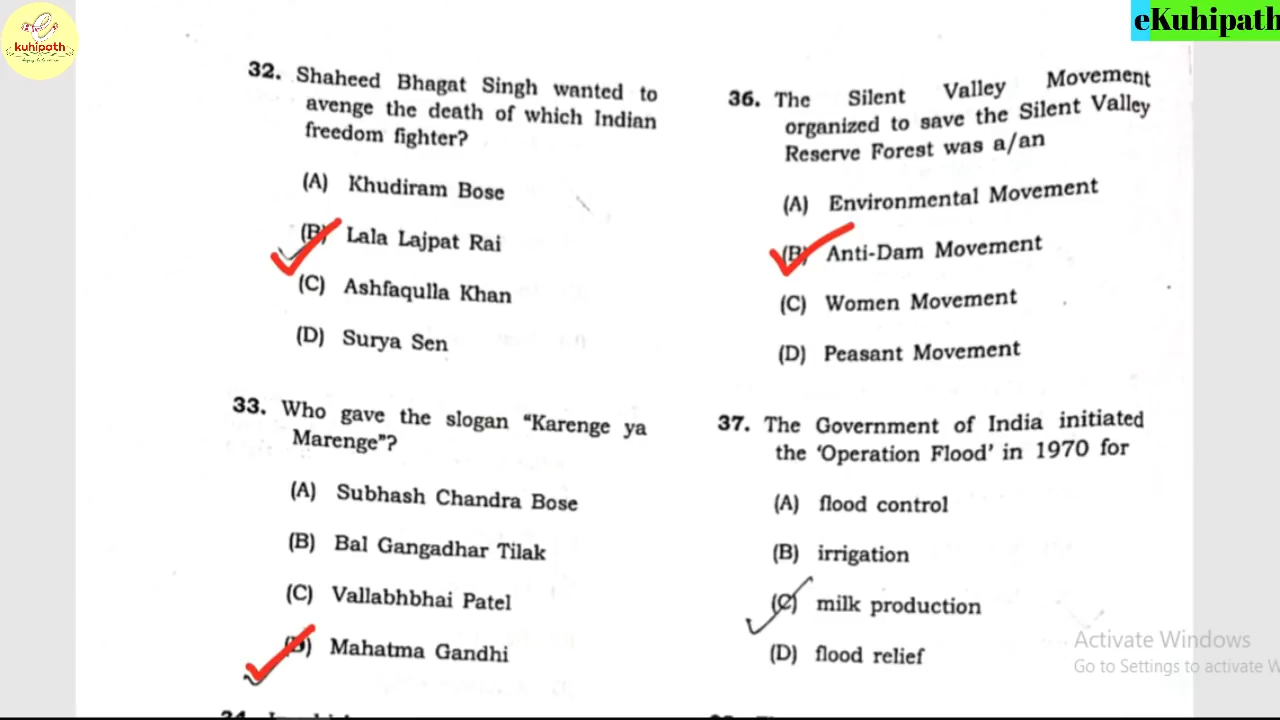 kuhipath
eKuhipath
32. Shaheed Bhagat Singh wanted to
avenge the death of which Indian
freedom fighter?
(A) Khudiram Bose
(B) Lala Lajpat Rai
(C) Ashfaqulla Khan
(D) Surya Sen
33. Who gave the slogan “Karenge ya
Marenge”?
(A) Subhash Chandra Bose
(B) Bal Gangadhar Tilak
(C) Vallabhbhai Patel
(D) Mahatma Gandhi
36. The Silent Valley Movement
organized to save the Silent Valley
Reserve Forest was a/an
(A) Environmental Movement
(B) Anti-Dam Movement
(C) Women Movement
(D) Peasant Movement
37. The Government of India initiated
the ‘Operation Flood’ in 1970 for
(A) flood control
(B) irrigation
(C) milk production
(D) flood relief
Activate Windows
Go to Settings to activate W